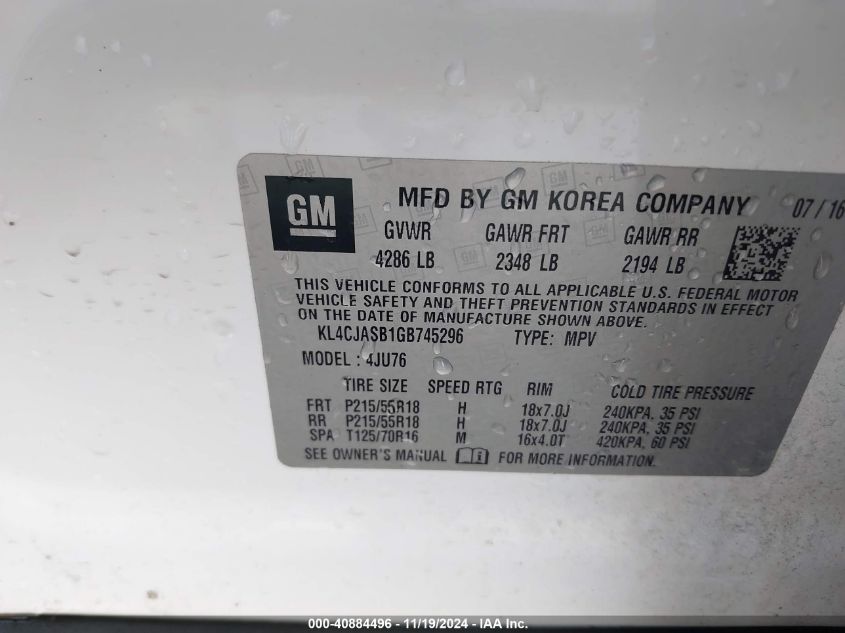 GM
MFD BY GM KOREA COMPANY 07/16
GVWR GAWR FRT GAWR RR
4286 LB 2348 LB 2194 LB
THIS VEHICLE CONFORMS TO ALL APPLICABLE U.S. FEDERAL MOTOR
VEHICLE SAFETY AND THEFT PREVENTION STANDARDS IN EFFECT
ON THE DATE OF MANUFACTURE SHOWN ABOVE.
KL4CJASB1GB745296 TYPE: MPV
MODEL: 4JU76
TIRE SIZE SPEED RTG RIM COLD TIRE PRESSURE
FRT P215/55R18 H 18x7.0J 240KPA, 35 PSI
RR P215/55R18 H 18x7.0J 240KPA, 35 PSI
SPA T125/70R16 M 16x4.0T 420KPA, 60 PSI
SEE OWNER'S MANUAL FOR MORE INFORMATION.
000-40884496 - 11/19/2024 - IAA Inc.